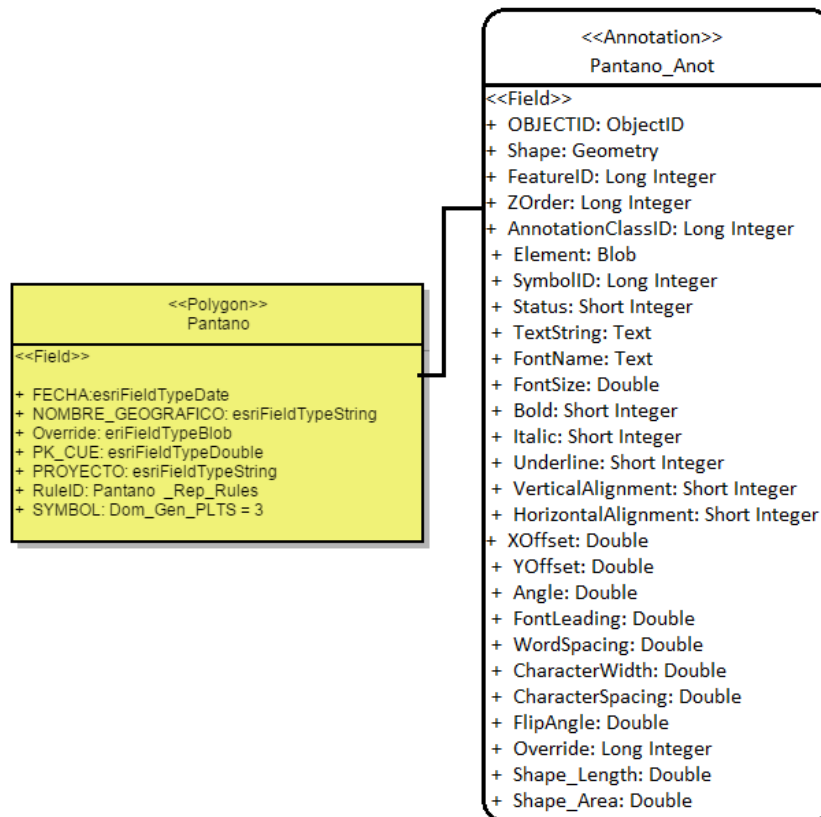 <<Polygon>>
Pantano
<<Field>>
+ FECHA:esriFieldTypeDate
+ NOMBRE_GEOGRAFICO: esriFieldTypeString
+ Override: eriFieldTypeBlob
+ PK_CUE: esriFieldTypeDouble
+ PROYECTO: esriFieldTypeString
+ RuleID: Pantano _Rep_Rules
+ SYMBOL: Dom_Gen_PLTS = 3
<<Annotation>>
Pantano_Anot
<<Field>>
+ OBJECTID: ObjectID
+ Shape: Geometry
+ FeatureID: Long Integer
+ ZOrder: Long Integer
+ AnnotationClassID: Long Integer
+ Element: Blob
+ SymbolID: Long Integer
+ Status: Short Integer
+ TextString: Text
+ FontName: Text
+ FontSize: Double
+ Bold: Short Integer
+ Italic: Short Integer
+ Underline: Short Integer
+ VerticalAlignment: Short Integer
+ HorizontalAlignment: Short Integer
+ XOffset: Double
+ YOffset: Double
+ Angle: Double
+ FontLeading: Double
+ WordSpacing: Double
+ CharacterWidth: Double
+ CharacterSpacing: Double
+ FlipAngle: Double
+ Override: Long Integer
+ Shape_Length: Double
+ Shape_Area: Double